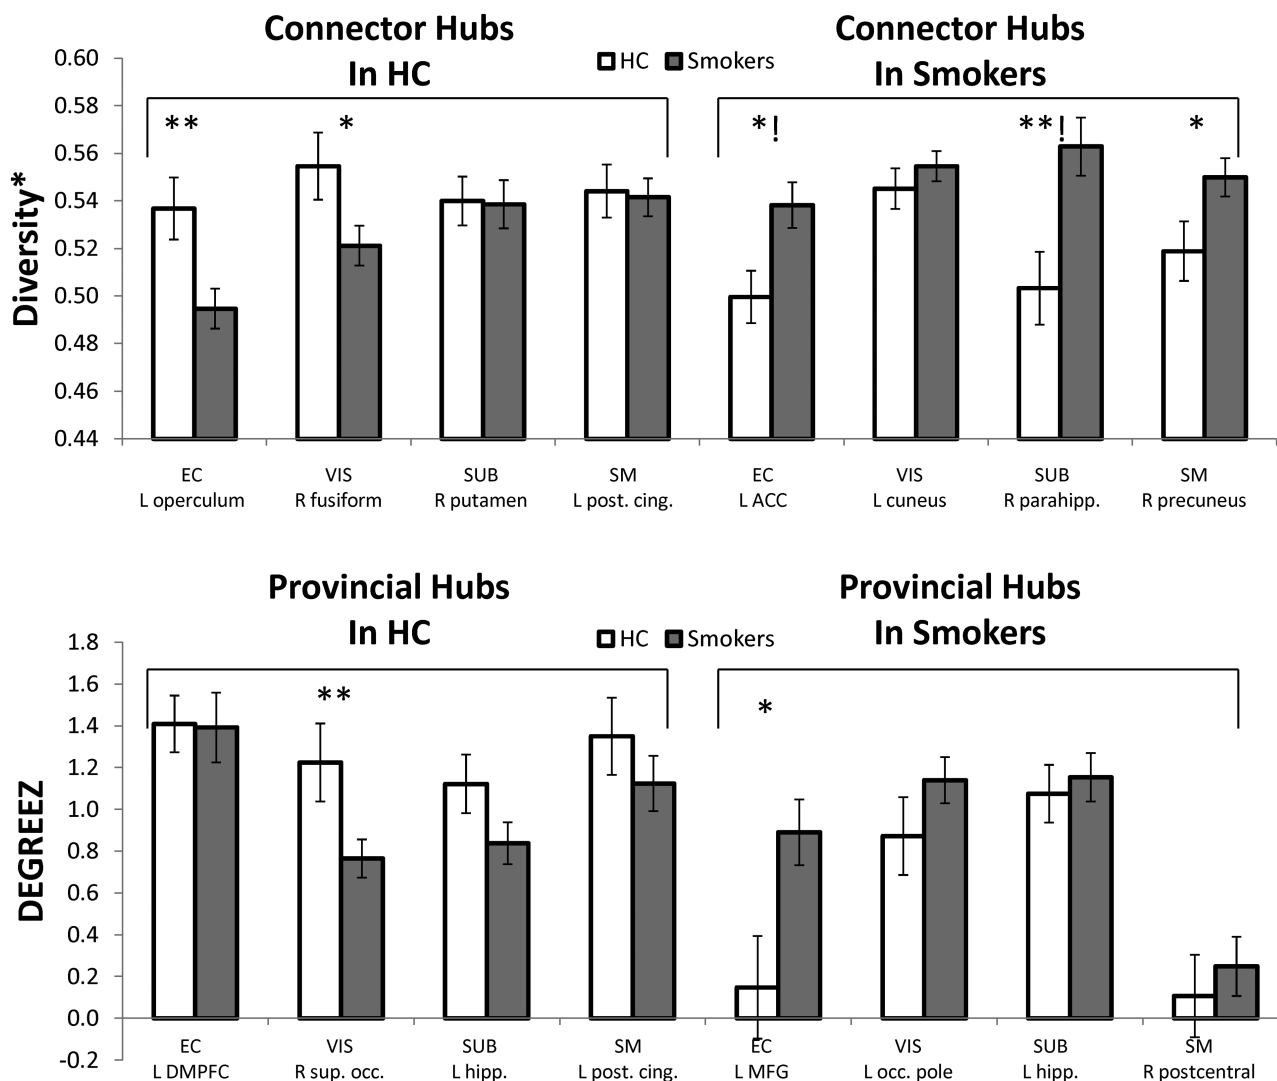 Connector Hubs
In HC
Connector Hubs
In Smokers
HC Smokers
Diversity*
0.60
0.58
0.56
0.54
0.52
0.50
0.48
0.46
0.44
** * *! **! *
EC VIS SUB SM EC VIS SUB SM
L operculum R fusiform R putamen L post. cing. L ACC L cuneus R parahipp. R precuneus
Provincial Hubs
In HC
Provincial Hubs
In Smokers
HC Smokers
DEGREEZ
1.8
1.6
1.4
1.2
1.0
0.8
0.6
0.4
0.2
0.0
-0.2
** *
EC VIS SUB SM EC VIS SUB SM
L DMPFC R sup. occ. L hipp. L post. cing. L MFG L occ. pole L hipp. R postcentral